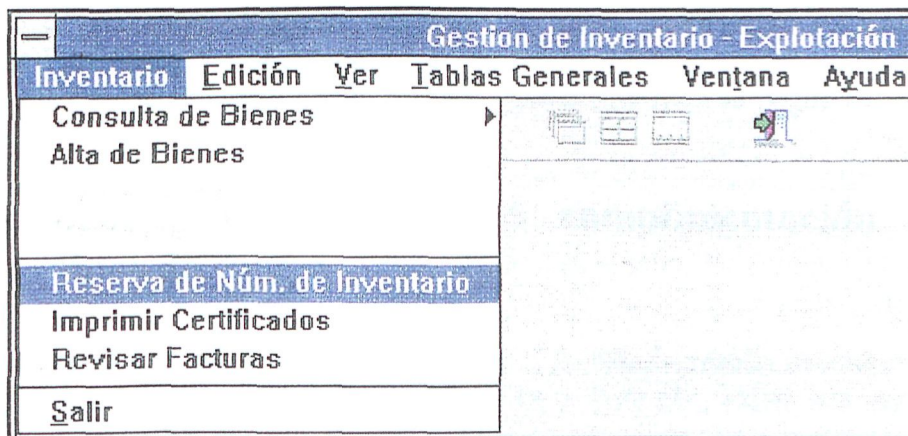 Gestion de Inventario - Explotación
Inventario Edición Ver Tablas Generales Ventana Ayuda
Consulta de Bienes
Alta de Bienes
Reserva de Núm. de Inventario
Imprimir Certificados
Revisar Facturas
Salir